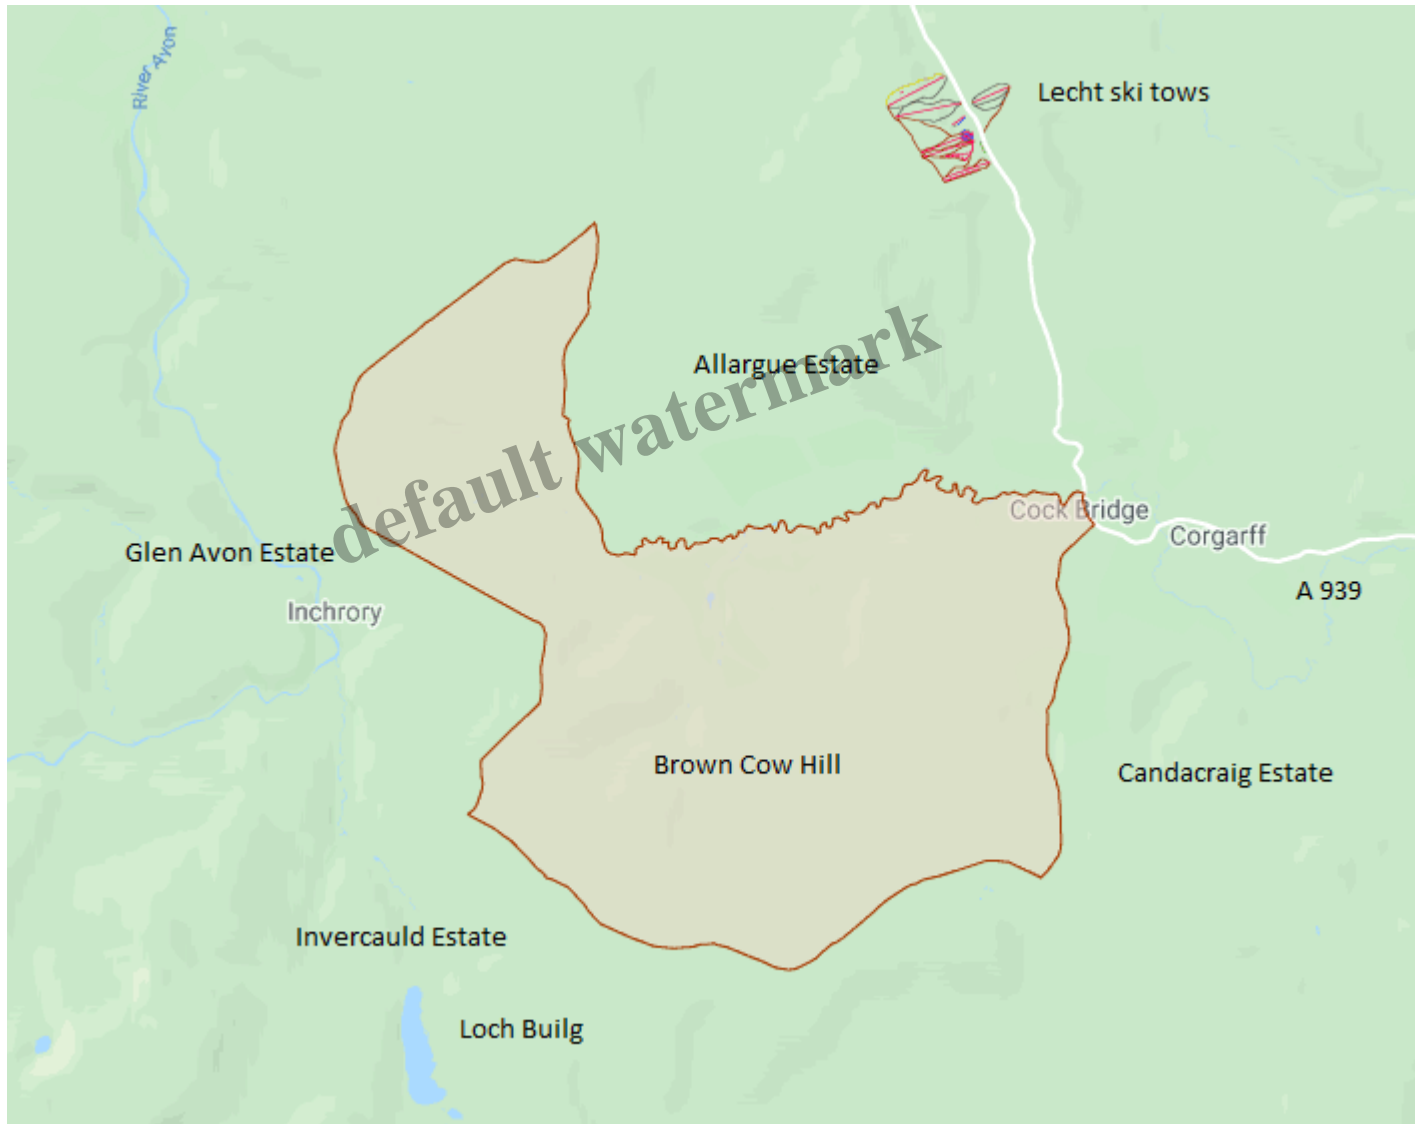 River Avon
Lecht ski tows
Allargue Estate
default watermark
Cock Bridge
Corgarff
Glen Avon Estate
A 939
Inchrory
Brown Cow Hill
Candacraig Estate
Invercauld Estate
Loch Builg